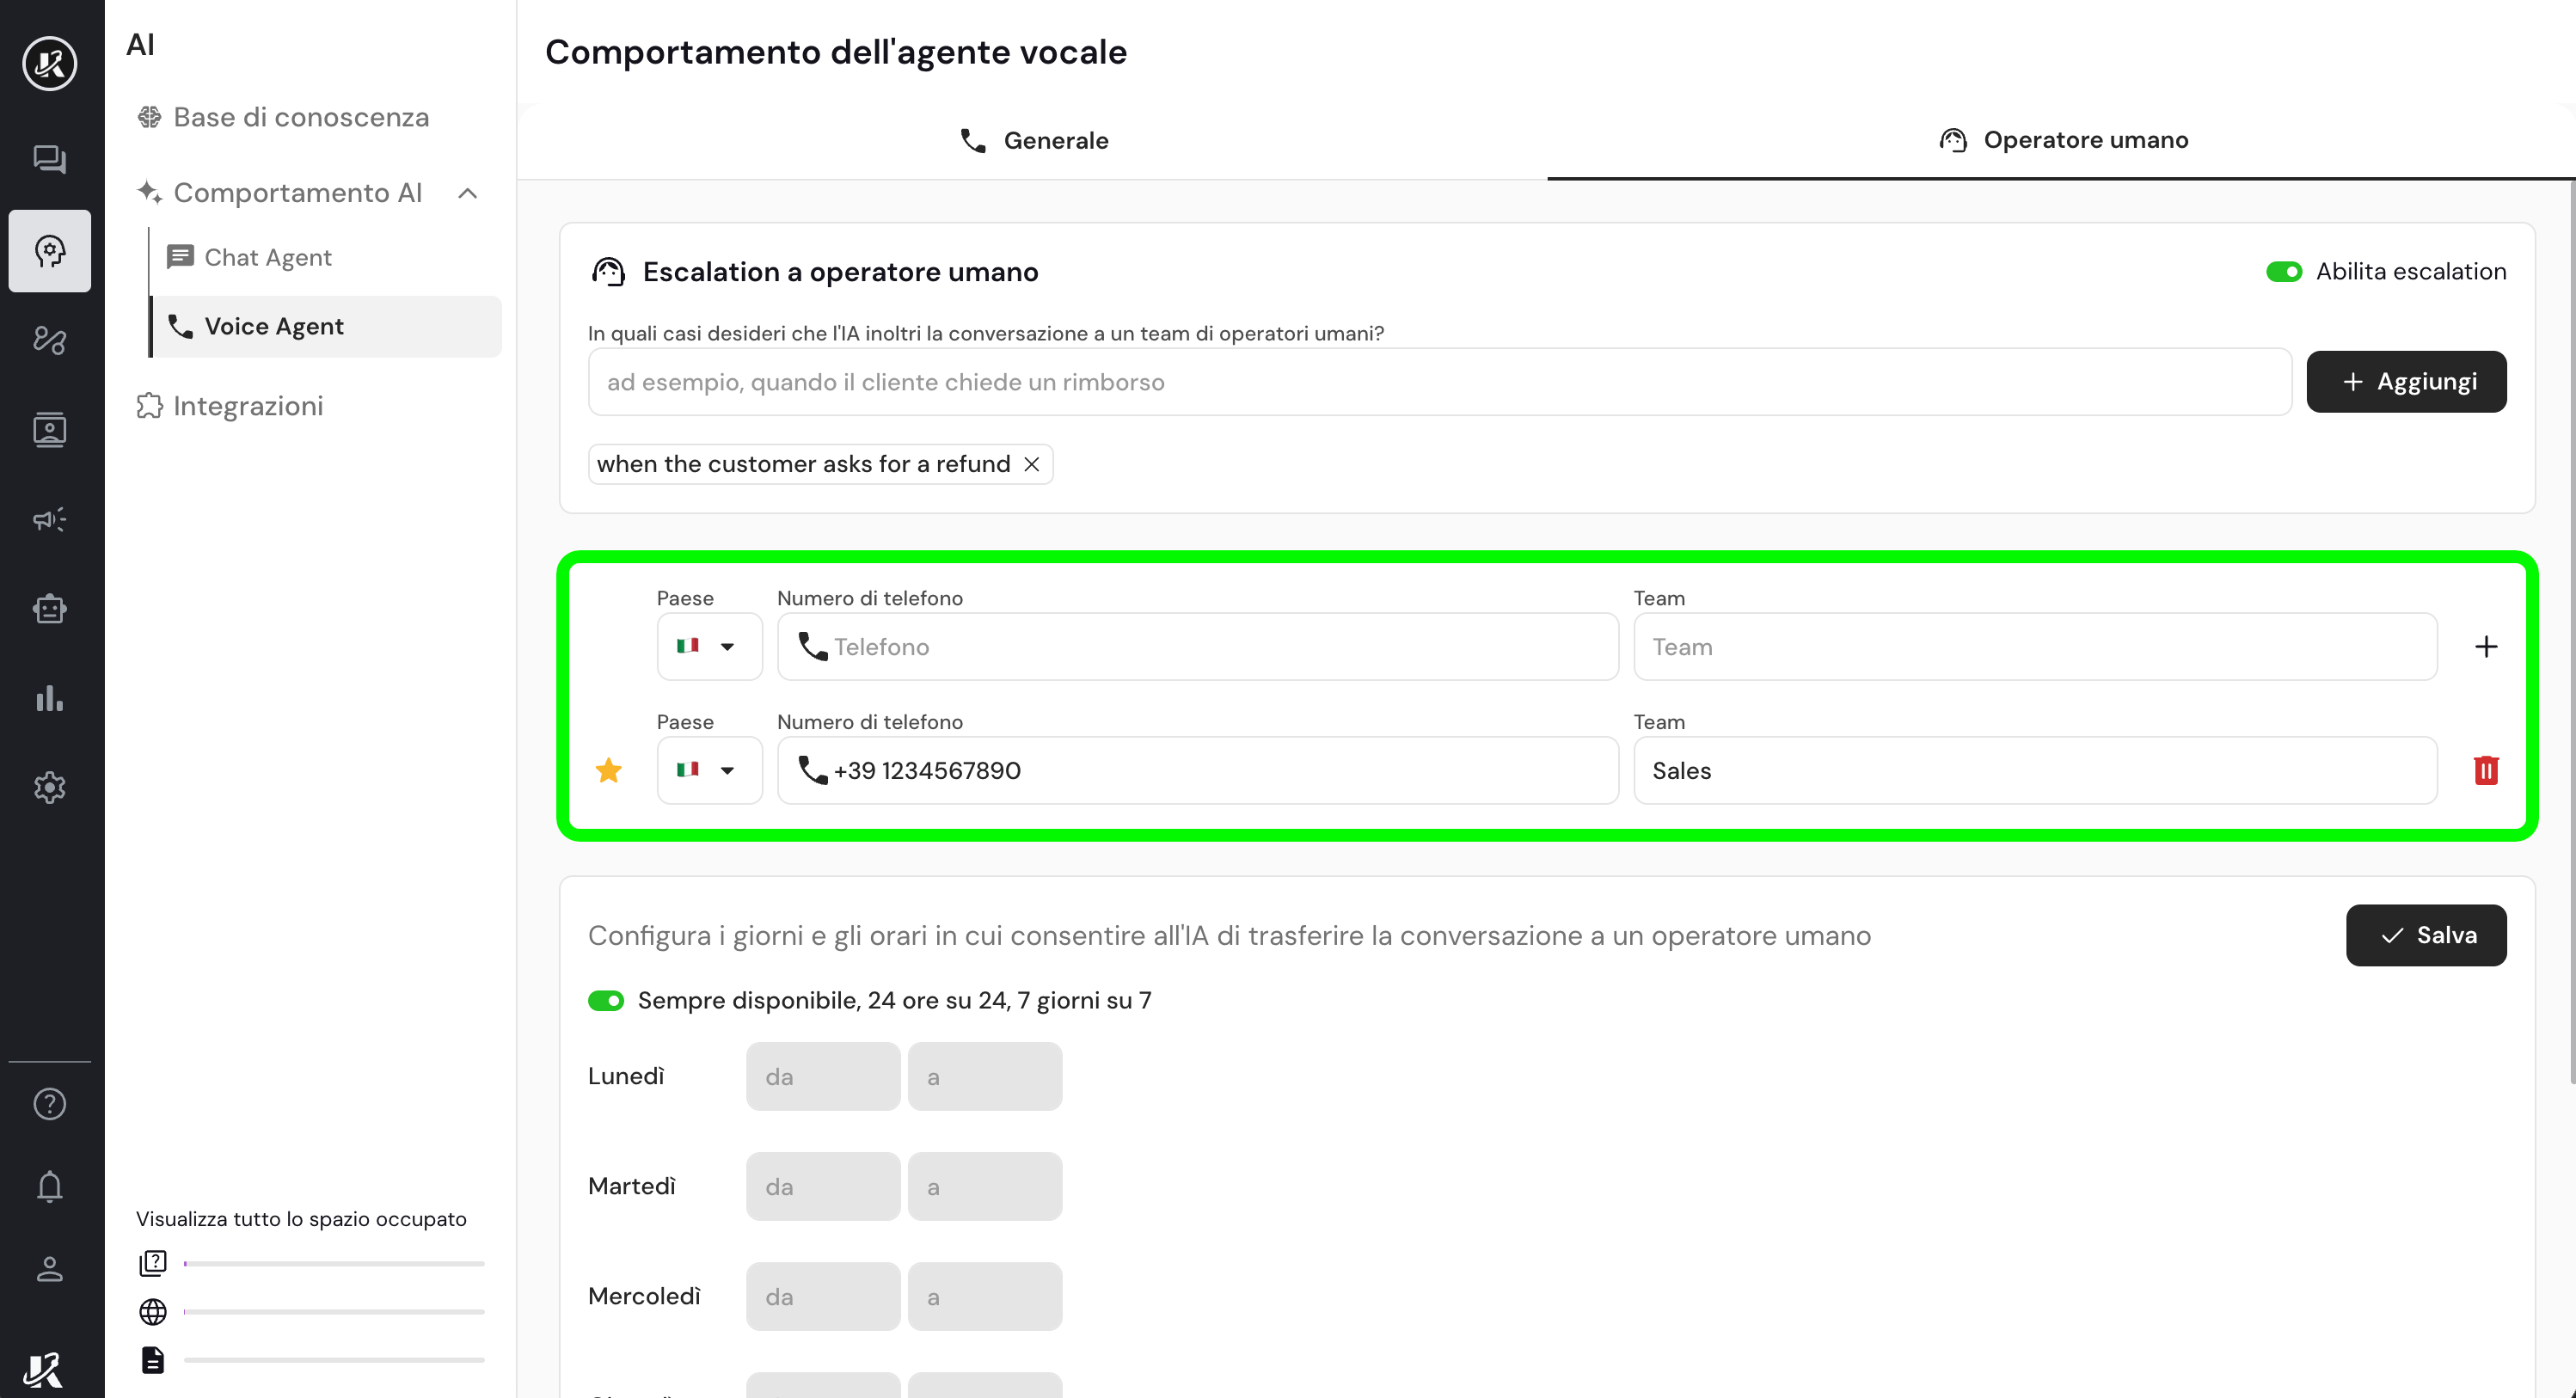 AI
Base di conoscenza
Comportamento AI
Chat Agent
Voice Agent
Integrazioni
Visualizza tutto lo spazio occupato
Comportamento dell'agente vocale
Generale
Operatore umano
Escalation a operatore umano
Abilita escalation
In quali casi desideri che l'IA inoltri la conversazione a un team di operatori umani?
ad esempio, quando il cliente chiede un rimborso
Aggiungi
when the customer asks for a refund
Paese Numero di telefono Team
Telefono Team
Paese Numero di telefono Team
+39 1234567890 Sales
Configura i giorni e gli orari in cui consentire all'IA di trasferire la conversazione a un operatore umano
Salva
Sempre disponibile, 24 ore su 24, 7 giorni su 7
Lunedì da a
Martedì da a
Mercoledì da a